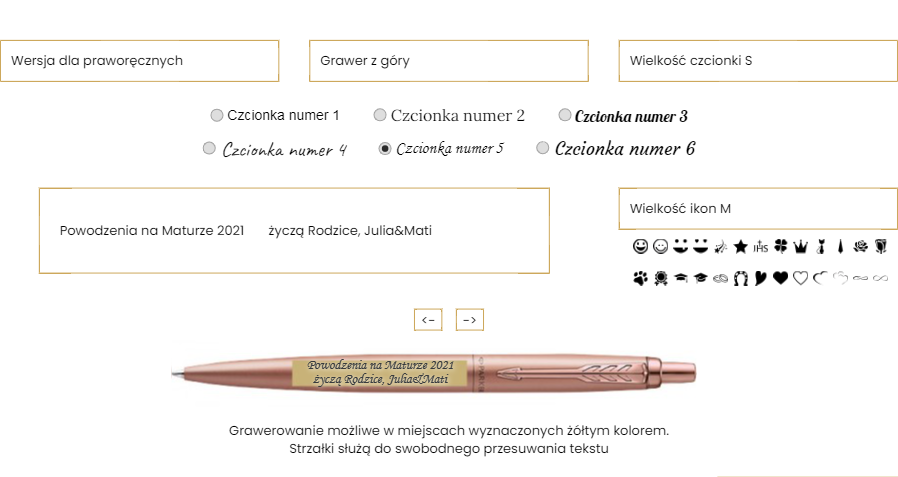 Wersja dla praworęcznych
Grawer z góry
Wielkość czcionki S
Czcionka numer 1
Czcionka numer 2
Czcionka numer 3
Czcionka numer 4
Czcionka numer 5
Czcionka numer 6
Powodzenia na Maturze 2021 życzą Rodzice, Julia&Mati
Wielkość ikon M
IHS
<- ->
Powodzenia na Maturze 2021
życzą Rodzice, Julia&Mati
Grawerowanie możliwe w miejscach wyznaczonych żółtym kolorem.
Strzałki służą do swobodnego przesuwania tekstu